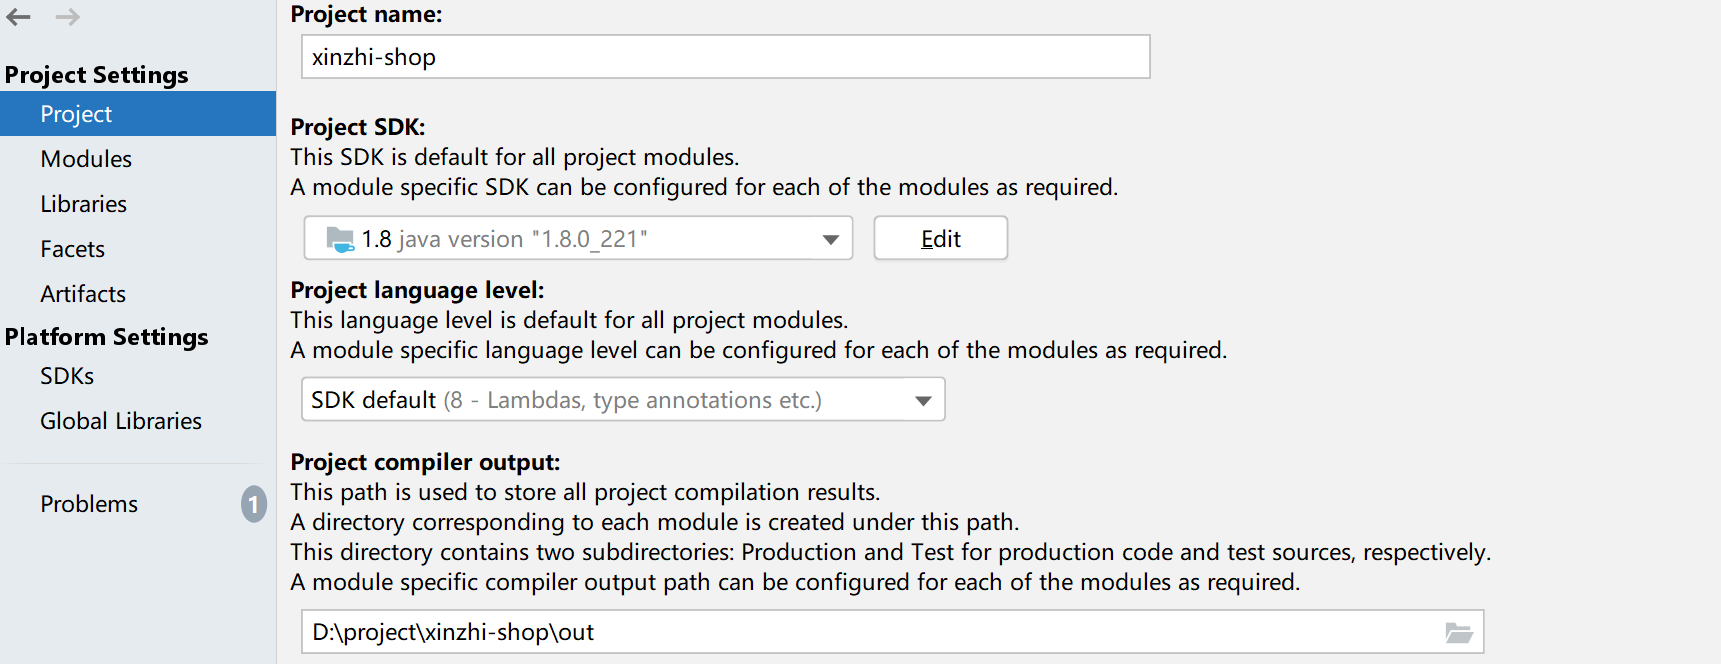 Project Settings
Project
Modules
Libraries
Facets
Artifacts
Platform Settings
SDKs
Global Libraries
Problems 1
Project name:
xinzhi-shop
Project SDK:
This SDK is default for all project modules.
A module specific SDK can be configured for each of the modules as required.
1.8 java version "1.8.0_221" Edit
Project language level:
This language level is default for all project modules.
A module specific language level can be configured for each of the modules as required.
SDK default (8 - Lambdas, type annotations etc.)
Project compiler output:
This path is used to store all project compilation results.
A directory corresponding to each module is created under this path.
This directory contains two subdirectories: Production and Test for production code and test sources, respectively.
A module specific compiler output path can be configured for each of the modules as required.
D:\project\xinzhi-shop\out